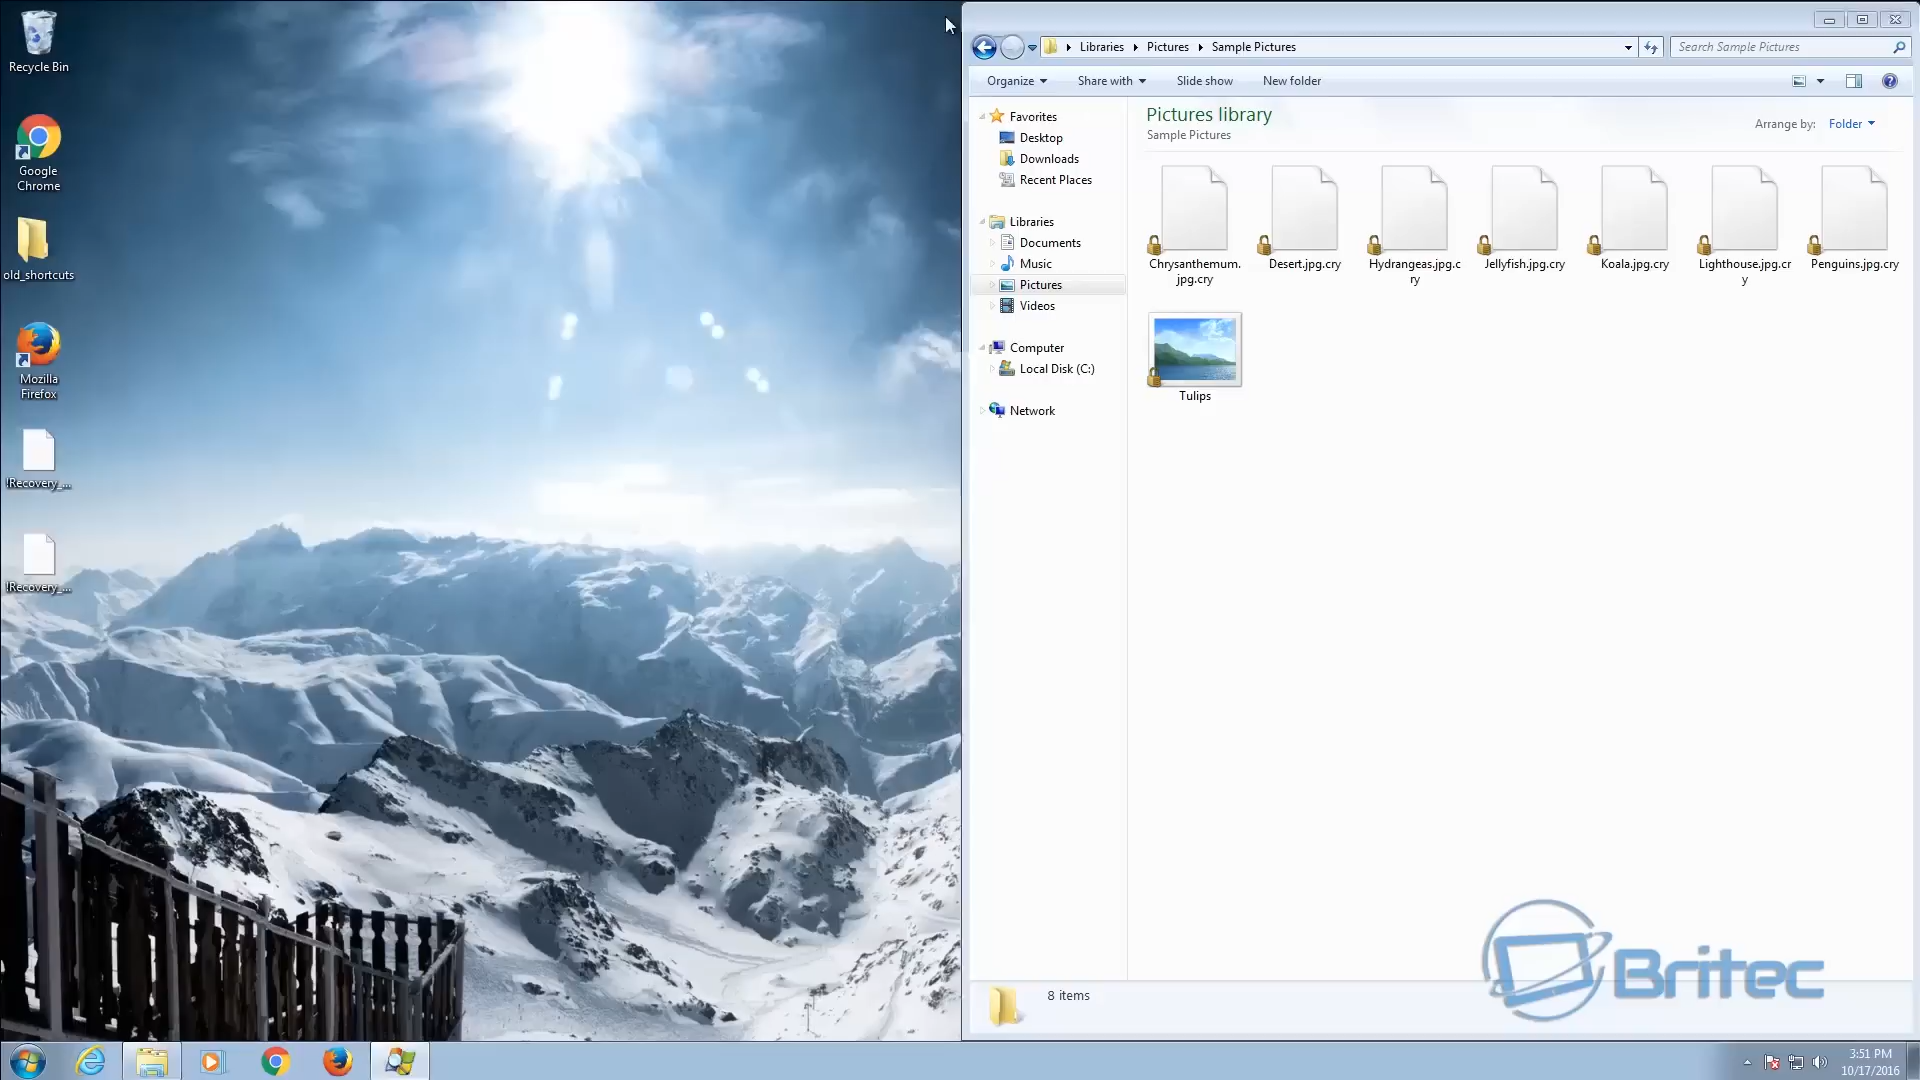 Recycle Bin
Google
Chrome
old_shortcuts
Mozilla
Firefox
!Recovery_...
!Recovery_...
Libraries
Pictures
Sample Pictures
Search Sample Pictures
Organize
Share with
Slide show
New folder
Favorites
Desktop
Downloads
Recent Places
Libraries
Documents
Music
Pictures
Videos
Computer
Local Disk (C:)
Network
Pictures library
Sample Pictures
Arrange by:
Folder
Chrysanthemum.
jpg.cry
Desert.jpg.cry
Hydrangeas.jpg.c
ry
Jellyfish.jpg.cry
Koala.jpg.cry
Lighthouse.jpg.cr
y
Penguins.jpg.cry
Tulips
8 items
Britec
3:51 PM
10/17/2016